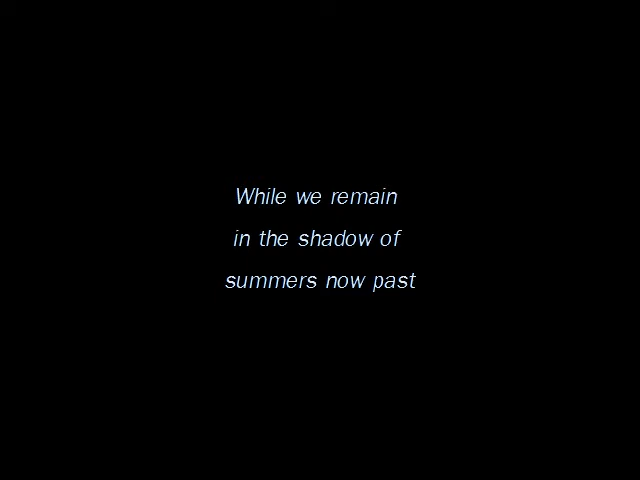 While we remain
in the shadow of
summers now past